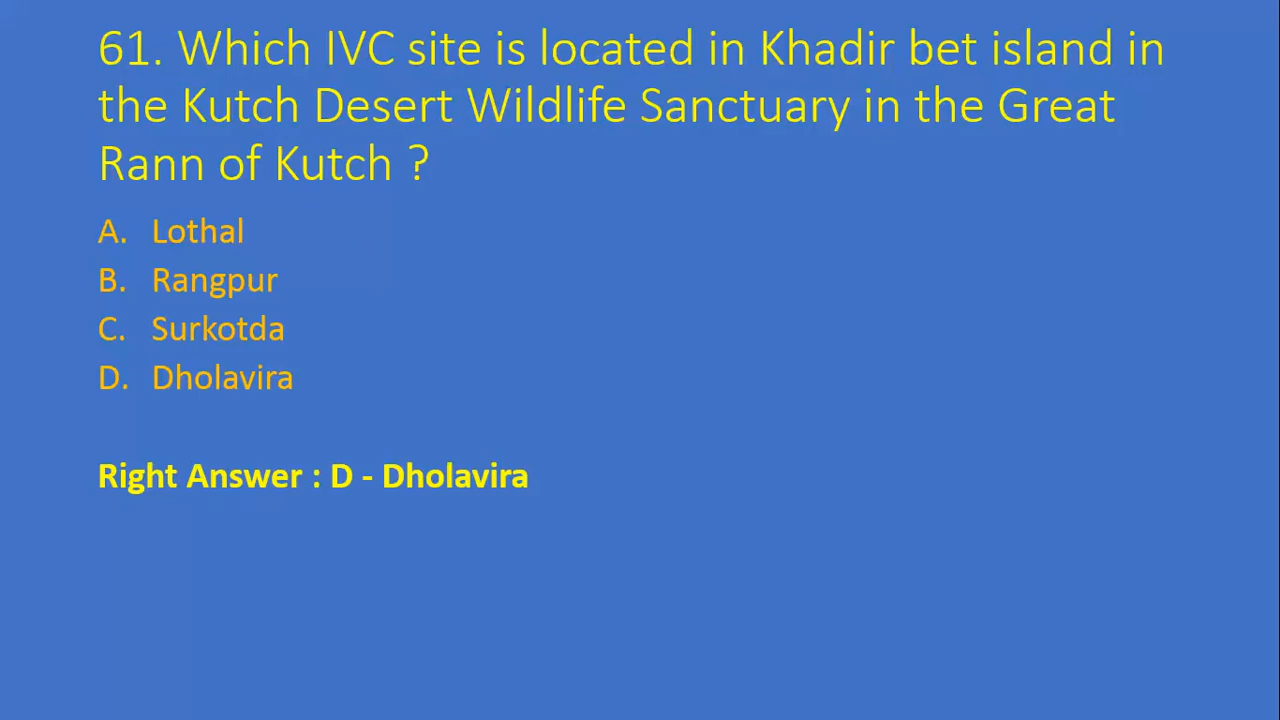 61. Which IVC site is located in Khadir bet island in
the Kutch Desert Wildlife Sanctuary in the Great
Rann of Kutch ?
A. Lothal
B. Rangpur
C. Surkotda
D. Dholavira
Right Answer : D - Dholavira